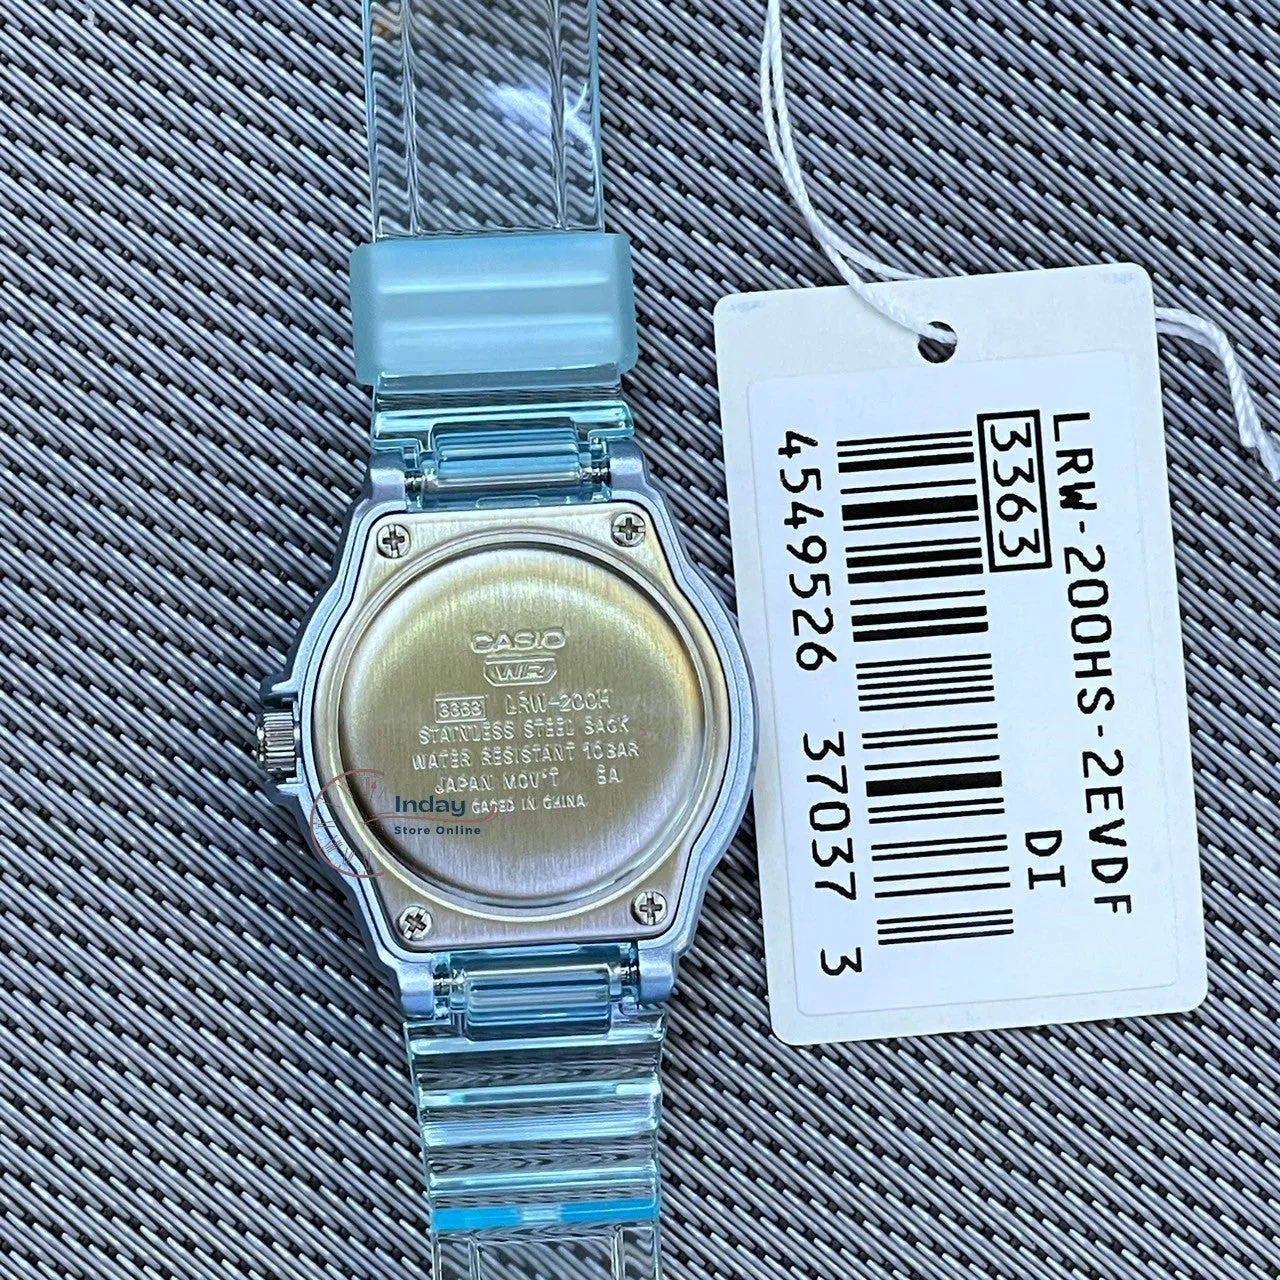 CASIO
WR
3363 LRW-200H
STAINLESS STEEL BACK
WATER RESISTANT 10BAR
JAPAN MOV'T
CASED IN CHINA
Inday
Store Online
LRW-200HS-2EVDF
3363 DI
4549526 37037 3